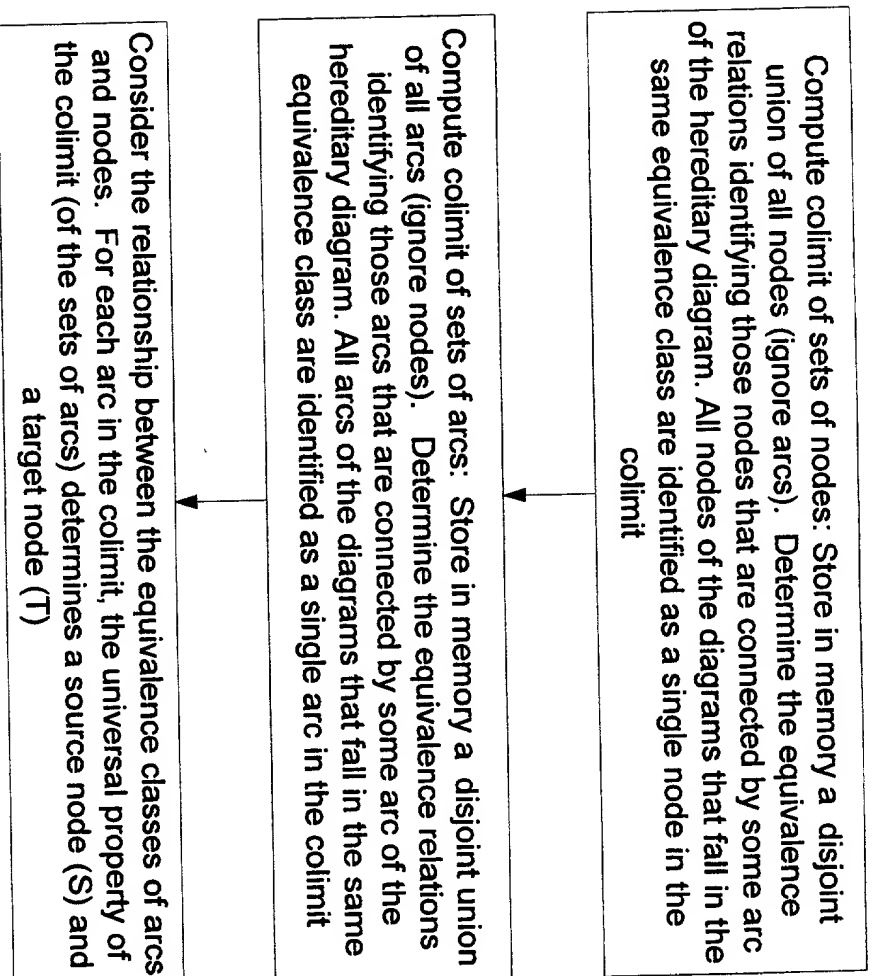 Compute colimit of sets of nodes: Store in memory a disjoint
union of all nodes (ignore arcs). Determine the equivalence
relations identifying those nodes that are connected by some arc
of the hereditary diagram. All nodes of the diagrams that fall in the
same equivalence class are identified as a single node in the
colimit
Compute colimit of sets of arcs: Store in memory a disjoint union
of all arcs (ignore nodes). Determine the equivalence relations
identifying those arcs that are connected by some arc of the
hereditary diagram. All arcs of the diagrams that fall in the same
equivalence class are identified as a single arc in the colimit
Consider the relationship between the equivalence classes of arcs
and nodes. For each arc in the colimit, the universal property of
the colimit (of the sets of arcs) determines a source node (S) and
a target node (T)